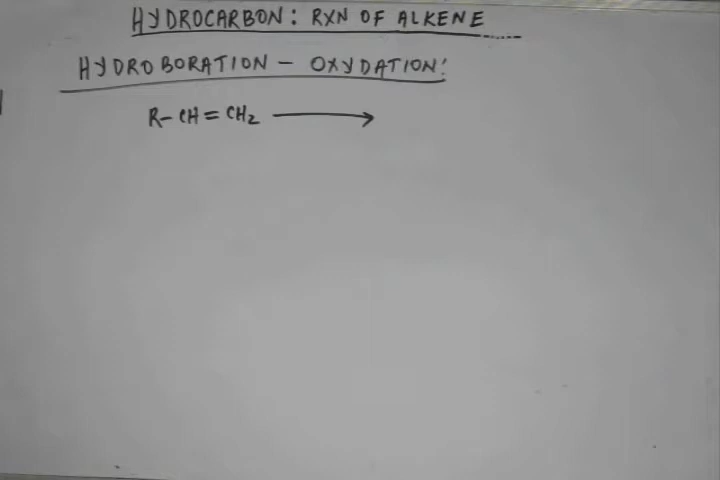 HYDROCARBON: RXN OF ALKENE
HYDROBORATION - OXYDATION:
R-CH=CH₂ ⟶